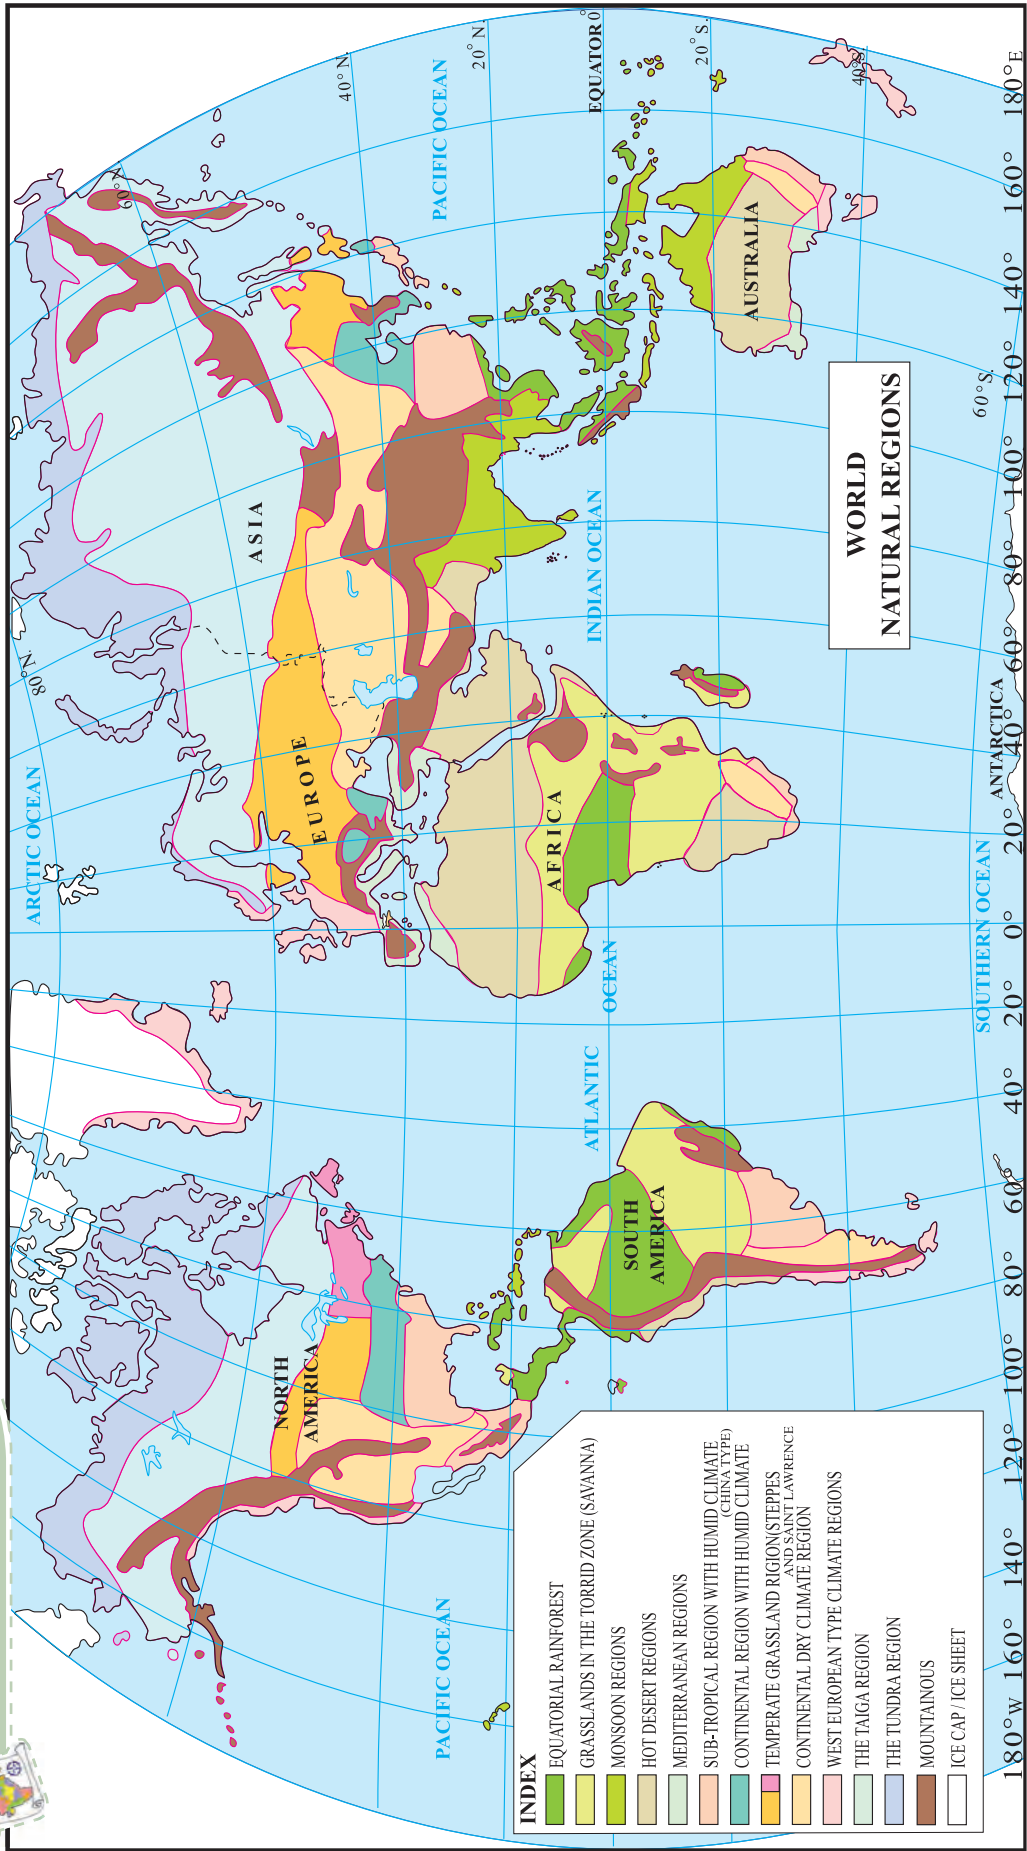 WORLD
NATURAL REGIONS
ARCTIC OCEAN
80° N.
60° N.
40° N.
20° N.
EQUATOR 0°
20° S.
40°S.
60° S.
PACIFIC OCEAN
PACIFIC OCEAN
ATLANTIC
OCEAN
INDIAN OCEAN
SOUTHERN OCEAN
NORTH
AMERICA
SOUTH
AMERICA
EUROPE
ASIA
AFRICA
AUSTRALIA
ANTARCTICA
INDEX
EQUATORIAL RAINFOREST
GRASSLANDS IN THE TORRID ZONE (SAVANNA)
MONSOON REGIONS
HOT DESERT REGIONS
MEDITERRANEAN REGIONS
SUB-TROPICAL REGION WITH HUMID CLIMATE
(CHINA TYPE)
CONTINENTAL REGION WITH HUMID CLIMATE
TEMPERATE GRASSLAND RIGION(STEPPES
AND SAINT LAWRENCE
CONTINENTAL DRY CLIMATE REGION
WEST EUROPEAN TYPE CLIMATE REGIONS
THE TAIGA REGION
THE TUNDRA REGION
MOUNTAINOUS
ICE CAP / ICE SHEET
180°W 160° 140° 120° 100° 80° 60° 40° 20° 0° 20° 40° 60° 80° 100° 120° 140° 160° 180°E